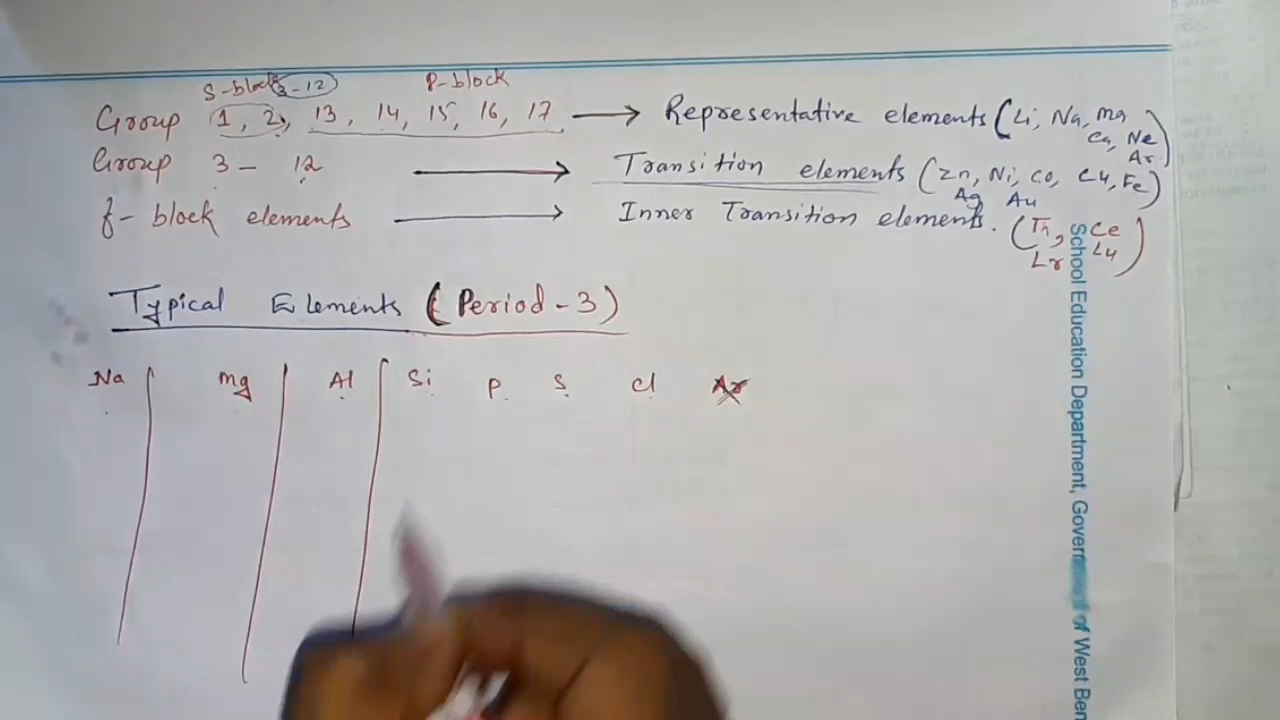 S-block 3-12 P-block
Group 1, 2, 13, 14, 15, 16, 17 → Representative elements (Li, Na, Mg
Ca, Ne
Ar)
Group 3 - 12 → Transition elements (Zn, Ni, Co, Cu, Fe)
Ag Au
f- block elements → Inner Transition elements. (Th, Ce
Lr Lu)
Typical Elements (Period - 3)
Na Mg Al Si P S Cl Ar
School Education Department, Government of West Ben